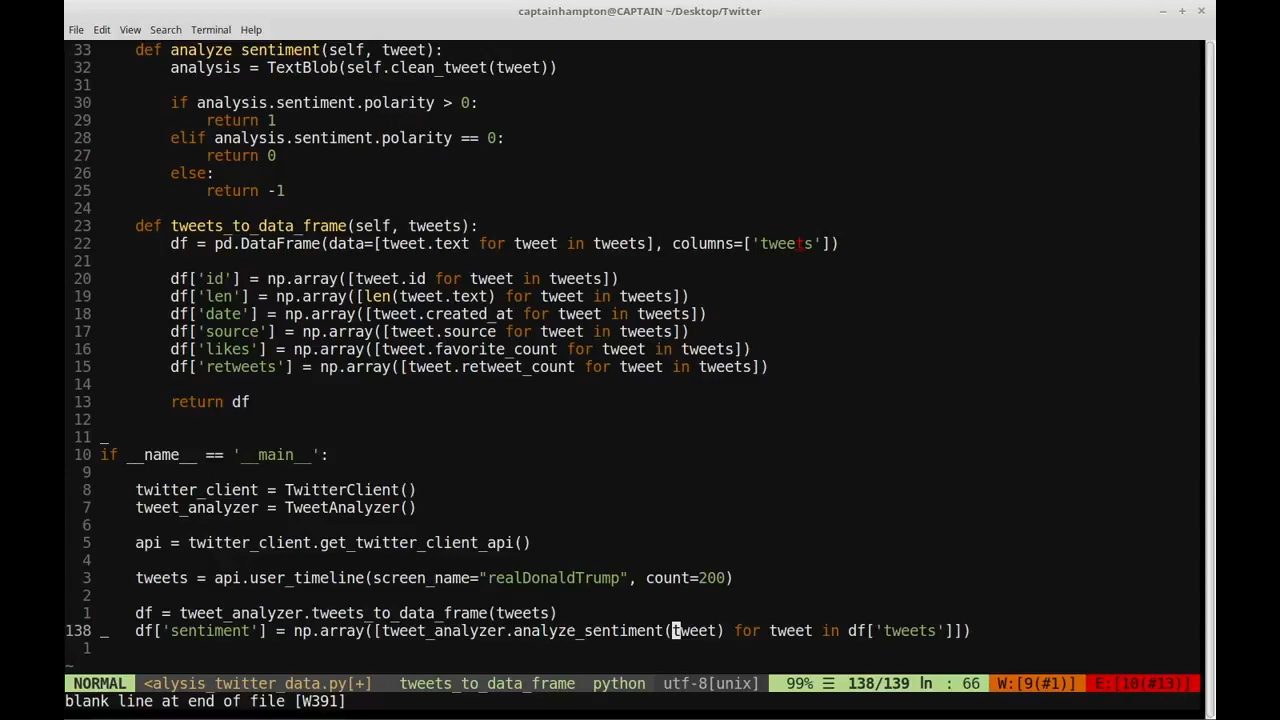 captainhampton@CAPTAIN ~/Desktop/Twitter
File Edit View Search Terminal Help
33 def analyze_sentiment(self, tweet):
32 analysis = TextBlob(self.clean_tweet(tweet))
31
30 if analysis.sentiment.polarity > 0:
29 return 1
28 elif analysis.sentiment.polarity == 0:
27 return 0
26 else:
25 return -1
24
23 def tweets_to_data_frame(self, tweets):
22 df = pd.DataFrame(data=[tweet.text for tweet in tweets], columns=['tweets'])
21
20 df['id'] = np.array([tweet.id for tweet in tweets])
19 df['len'] = np.array([len(tweet.text) for tweet in tweets])
18 df['date'] = np.array([tweet.created_at for tweet in tweets])
17 df['source'] = np.array([tweet.source for tweet in tweets])
16 df['likes'] = np.array([tweet.favorite_count for tweet in tweets])
15 df['retweets'] = np.array([tweet.retweet_count for tweet in tweets])
14
13 return df
12
11 _
10 if __name__ == '__main__':
9
8 twitter_client = TwitterClient()
7 tweet_analyzer = TweetAnalyzer()
6
5 api = twitter_client.get_twitter_client_api()
4
3 tweets = api.user_timeline(screen_name="realDonaldTrump", count=200)
2
1 df = tweet_analyzer.tweets_to_data_frame(tweets)
138 _ df['sentiment'] = np.array([tweet_analyzer.analyze_sentiment(tweet) for tweet in df['tweets']])
1
~
NORMAL <alysis_twitter_data.py[+] tweets_to_data_frame python utf-8[unix] 99% ☰ 138/139 ln : 66 W:[9(#1)] E:[10(#13)]
blank line at end of file [W391]